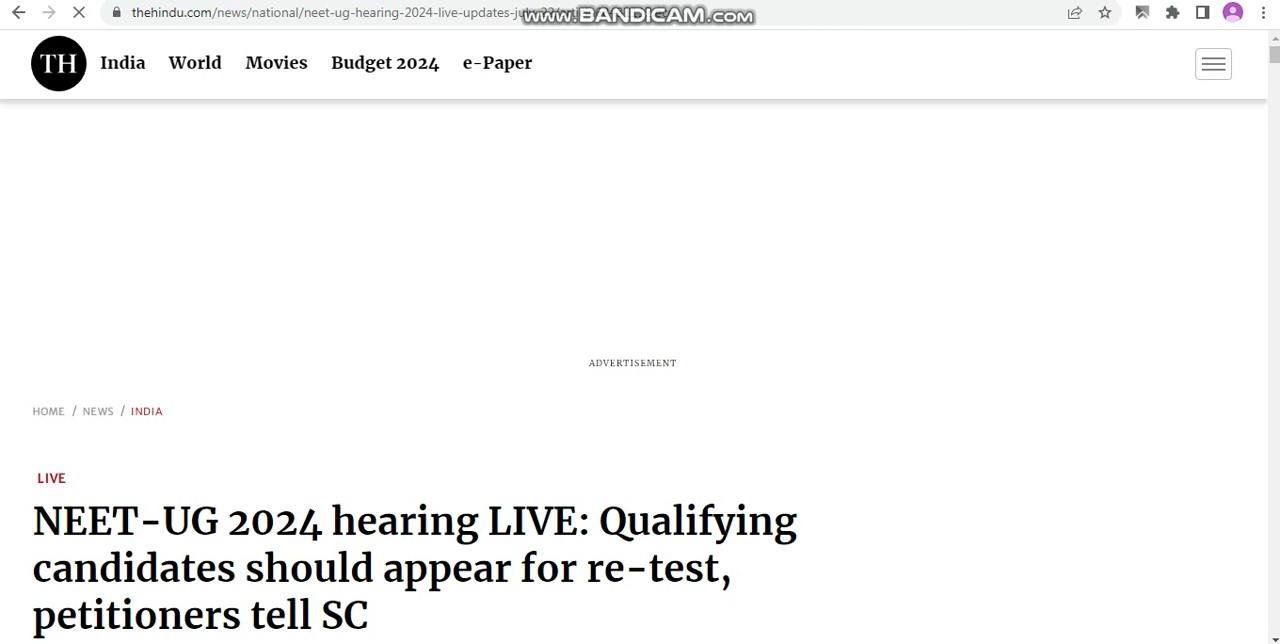 thehindu.com/news/national/neet-ug-hearing-2024-live-updates-ju
www.BANDICAM.com
TH India World Movies Budget 2024 e-Paper
ADVERTISEMENT
HOME / NEWS / INDIA
LIVE
NEET-UG 2024 hearing LIVE: Qualifying
candidates should appear for re-test,
petitioners tell SC